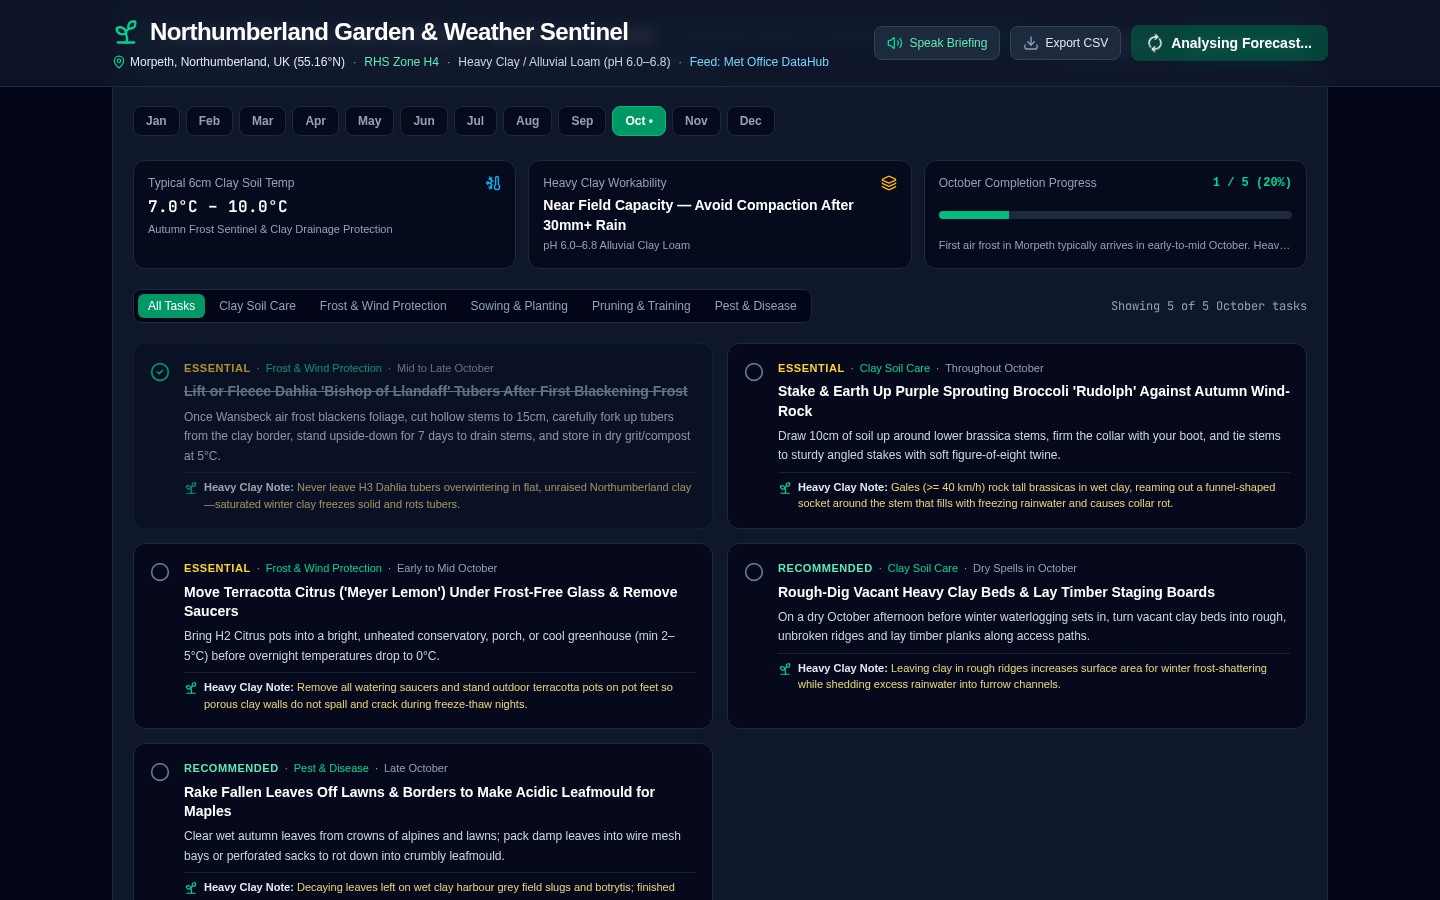 Northumberland Garden & Weather Sentinel
Morpeth, Northumberland, UK (55.16°N) · RHS Zone H4 · Heavy Clay / Alluvial Loam (pH 6.0–6.8) · Feed: Met Office DataHub
Speak Briefing
Export CSV
Analysing Forecast...
Jan Feb Mar Apr May Jun Jul Aug Sep Oct • Nov Dec
Typical 6cm Clay Soil Temp
7.0°C – 10.0°C
Autumn Frost Sentinel & Clay Drainage Protection
Heavy Clay Workability
Near Field Capacity — Avoid Compaction After
30mm+ Rain
pH 6.0–6.8 Alluvial Clay Loam
October Completion Progress
1 / 5 (20%)
First air frost in Morpeth typically arrives in early-to-mid October. Heav…
All Tasks Clay Soil Care Frost & Wind Protection Sowing & Planting Pruning & Training Pest & Disease
Showing 5 of 5 October tasks
ESSENTIAL · Frost & Wind Protection · Mid to Late October
Lift or Fleece Dahlia 'Bishop of Llandaff' Tubers After First Blackening Frost
Once Wansbeck air frost blackens foliage, cut hollow stems to 15cm, carefully fork up tubers
from the clay border, stand upside-down for 7 days to drain stems, and store in dry grit/compost
at 5°C.
Heavy Clay Note: Never leave H3 Dahlia tubers overwintering in flat, unraised Northumberland clay
—saturated winter clay freezes solid and rots tubers.
ESSENTIAL · Clay Soil Care · Throughout October
Stake & Earth Up Purple Sprouting Broccoli 'Rudolph' Against Autumn Wind-
Rock
Draw 10cm of soil up around lower brassica stems, firm the collar with your boot, and tie stems
to sturdy angled stakes with soft figure-of-eight twine.
Heavy Clay Note: Gales (>= 40 km/h) rock tall brassicas in wet clay, reaming out a funnel-shaped
socket around the stem that fills with freezing rainwater and causes collar rot.
ESSENTIAL · Frost & Wind Protection · Early to Mid October
Move Terracotta Citrus ('Meyer Lemon') Under Frost-Free Glass & Remove
Saucers
Bring H2 Citrus pots into a bright, unheated conservatory, porch, or cool greenhouse (min 2–
5°C) before overnight temperatures drop to 0°C.
Heavy Clay Note: Remove all watering saucers and stand outdoor terracotta pots on pot feet so
porous clay walls do not spall and crack during freeze-thaw nights.
RECOMMENDED · Clay Soil Care · Dry Spells in October
Rough-Dig Vacant Heavy Clay Beds & Lay Timber Staging Boards
On a dry October afternoon before winter waterlogging sets in, turn vacant clay beds into rough,
unbroken ridges and lay timber planks along access paths.
Heavy Clay Note: Leaving clay in rough ridges increases surface area for winter frost-shattering
while shedding excess rainwater into furrow channels.
RECOMMENDED · Pest & Disease · Late October
Rake Fallen Leaves Off Lawns & Borders to Make Acidic Leafmould for
Maples
Clear wet autumn leaves from crowns of alpines and lawns; pack damp leaves into wire mesh
bays or perforated sacks to rot down into crumbly leafmould.
Heavy Clay Note: Decaying leaves left on wet clay harbour grey field slugs and botrytis; finished